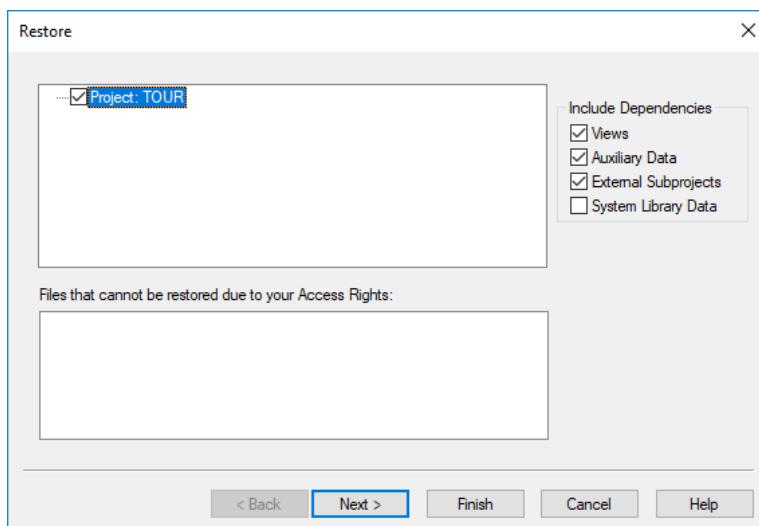 Restore
Project: TOUR
Include Dependencies
Views
Auxiliary Data
External Subprojects
System Library Data
Files that cannot be restored due to your Access Rights:
< Back Next > Finish Cancel Help